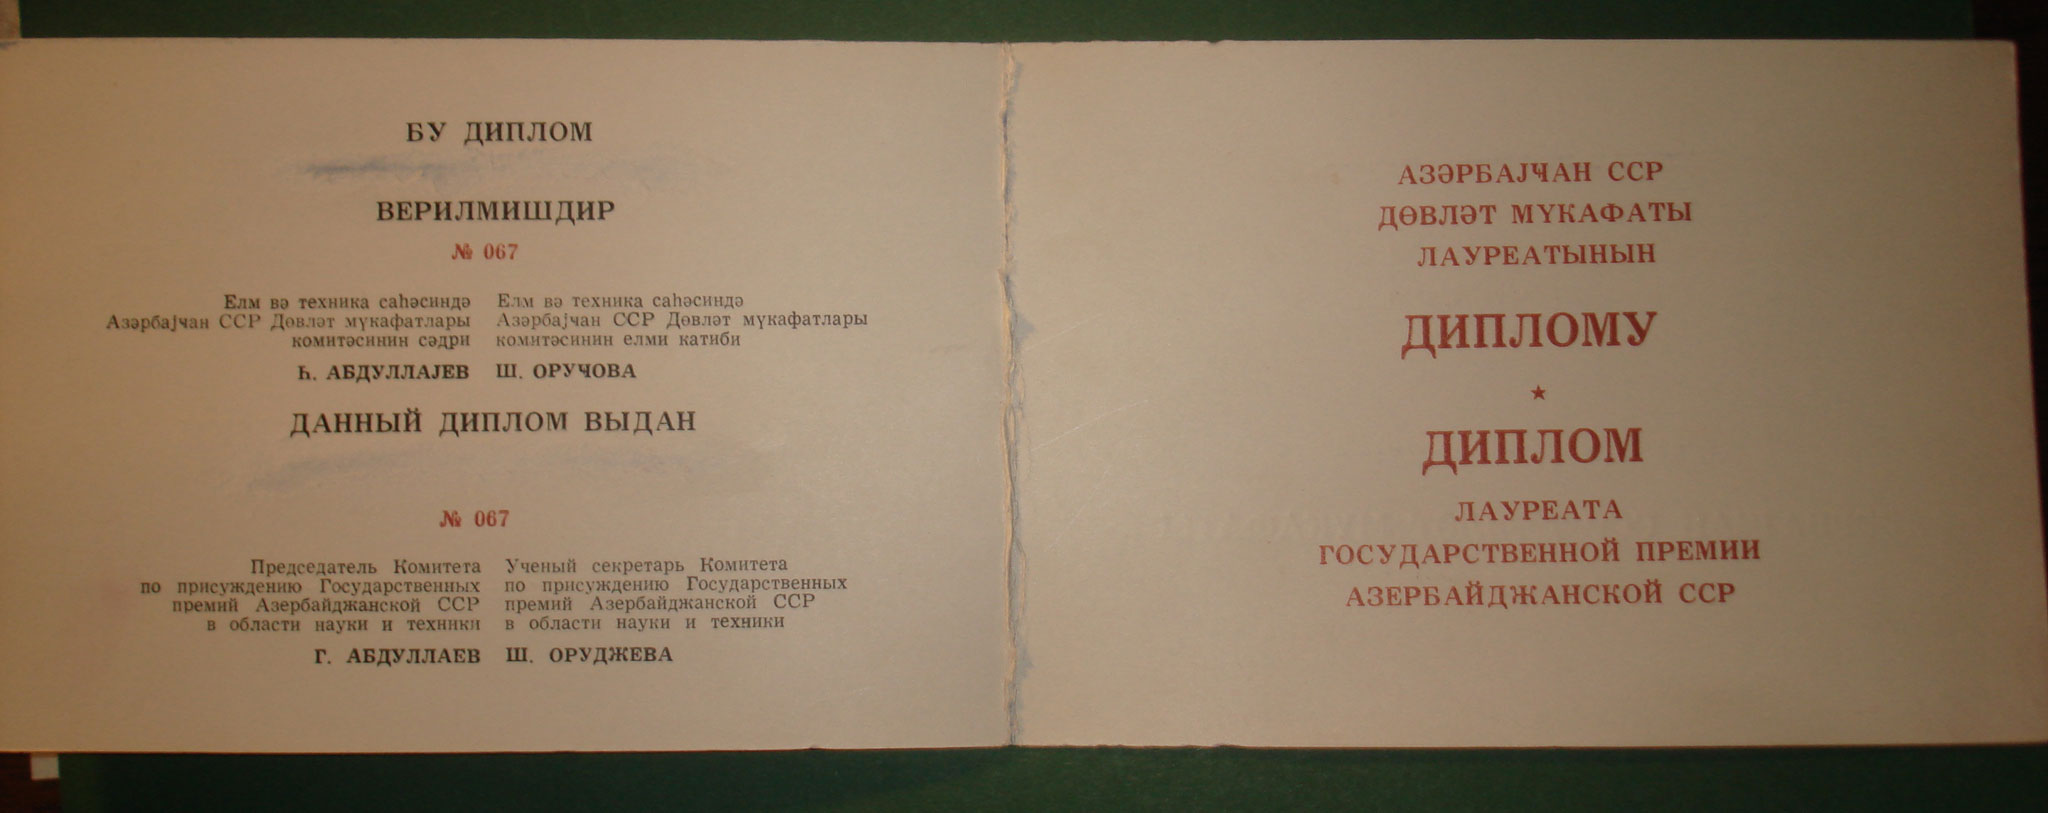 БУ ДИПЛОМ
ВЕРИЛМИШДИР
№ 067
Елм вә техника саһәсиндә
Азәрбајҹан ССР Дөвләт мүкафатлары
комитәсинин сәдри
Һ. АБДУЛЛАЈЕВ
Елм вә техника саһәсиндә
Азәрбајҹан ССР Дөвләт мүкафатлары
комитәсинин елми катиби
Ш. ОРУҸОВА
ДАННЫЙ ДИПЛОМ ВЫДАН
№ 067
Председатель Комитета
по присуждению Государственных
премий Азербайджанской ССР
в области науки и техники
Г. АБДУЛЛАЕВ
Ученый секретарь Комитета
по присуждению Государственных
премий Азербайджанской ССР
в области науки и техники
Ш. ОРУДЖЕВА
АЗӘРБАЈҸАН ССР
ДӨВЛӘТ МҮКАФАТЫ
ЛАУРЕАТЫНЫН
ДИПЛОМУ
★
ДИПЛОМ
ЛАУРЕАТА
ГОСУДАРСТВЕННОЙ ПРЕМИИ
АЗЕРБАЙДЖАНСКОЙ ССР